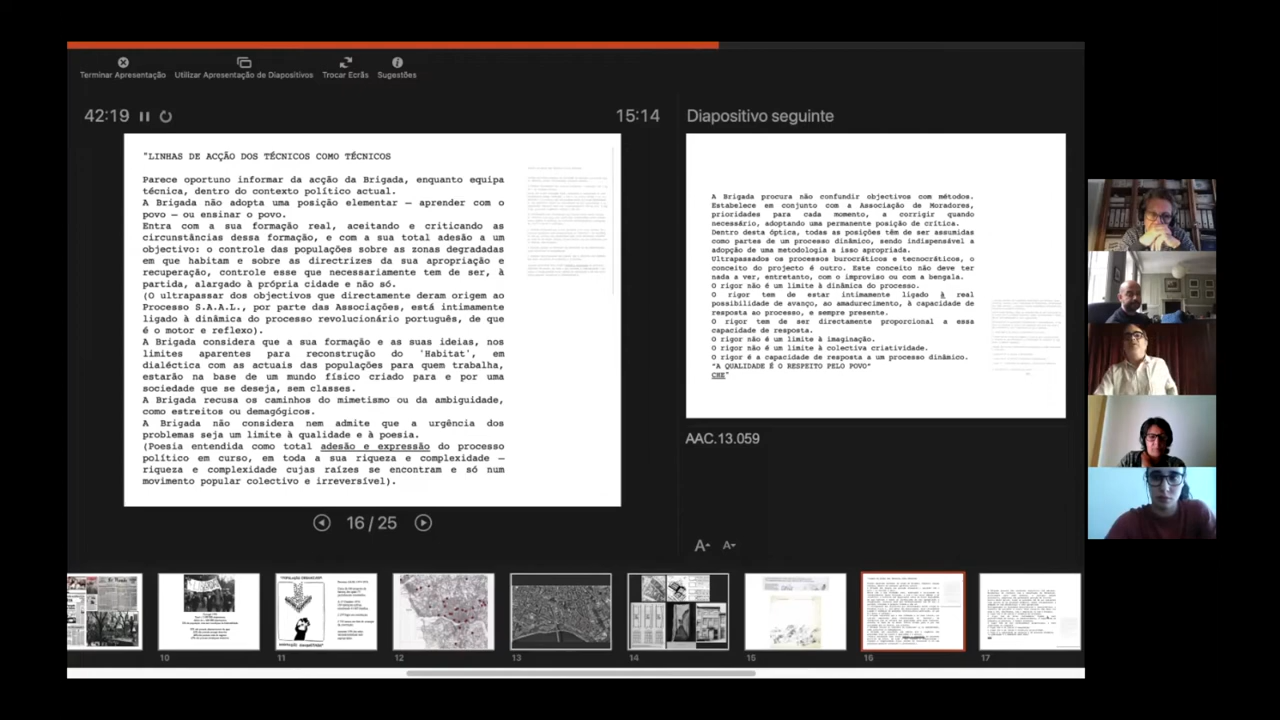 Terminar Apresentação
Utilizar Apresentação de Diapositivos
Trocar Ecrãs
Sugestões
42:19
15:14
Diapositivo seguinte
"LINHAS DE ACÇÃO DOS TÉCNICOS COMO TÉCNICOS
Parece oportuno informar da acção da Brigada, enquanto equipa
técnica, dentro do contexto político actual.
A Brigada não adopta uma posição elementar — aprender com o
povo — ou ensinar o povo.
Entra com a sua formação real, aceitando e criticando as
circunstâncias dessa formação, e com a sua total adesão a um
objectivo: o controle das populações sobre as zonas degradadas
em que habitam e sobre as directrizes da sua apropriação e
recuperação, controle esse que necessariamente tem de ser, à
partida, alargado à própria cidade e não só.
(O ultrapassar dos objectivos que directamente deram origem ao
Processo S.A.A.L., por parte das Associações, está intimamente
ligado à dinâmica do processo revolucionário português, de que
é o motor e reflexo).
A Brigada considera que a sua formação e as suas ideias, nos
limites aparentes para reconstrução do 'Habitat', em
dialéctica com as actuais das populações para quem trabalha,
estarão na base de um mundo físico criado para e por uma
sociedade que se deseja, sem classes.
A Brigada recusa os caminhos do mimetismo ou da ambiguidade,
como estreitos ou demagógicos.
A Brigada não considera nem admite que a urgência dos
problemas seja um limite à qualidade e à poesia.
(Poesia entendida como total adesão e expressão do processo
político em curso, em toda a sua riqueza e complexidade —
riqueza e complexidade cujas raízes se encontram e só num
movimento popular colectivo e irreversível).
A Brigada procura não confundir objectivos com métodos.
Estabelece em conjunto com a Associação de Moradores,
prioridades para cada momento, a corrigir quando
necessário, adoptando uma permanente posição de crítica.
Dentro desta óptica, todas as posições têm de ser assumidas
como partes de um processo dinâmico, sendo indispensável a
adopção de uma metodologia a isso apropriada.
Ultrapassados os processos burocráticos e tecnocráticos, o
conceito do projecto é outro. Este conceito não deve ter
nada a ver, entretanto, com o improviso ou com a bengala.
O rigor não é um limite à dinâmica do processo.
O rigor tem de estar intimamente ligado à real
possibilidade de avanço, ao amadurecimento, à capacidade de
resposta ao processo, e sempre presente.
O rigor tem de ser directamente proporcional a essa
capacidade de resposta.
O rigor não é um limite à imaginação.
O rigor não é um limite à colectiva criatividade.
O rigor é a capacidade de resposta a um processo dinâmico.
"A QUALIDADE É O RESPEITO PELO POVO"
CHE"
AAC.13.059
16 / 25
A A
10
11
12
13
14
15
16
17